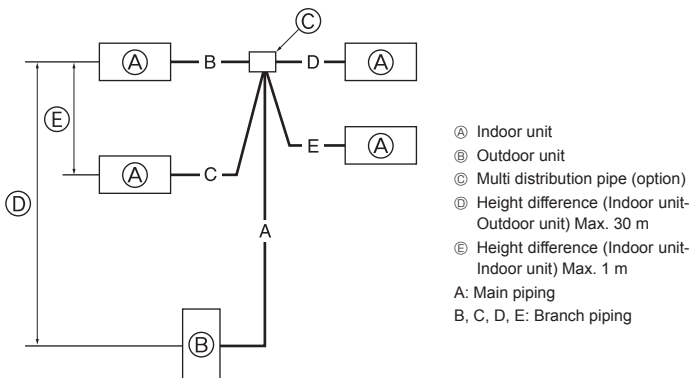 Ⓒ
Ⓐ B D Ⓐ
Ⓔ
Ⓐ C E Ⓐ
Ⓓ
A
Ⓑ
Ⓐ Indoor unit
Ⓑ Outdoor unit
Ⓒ Multi distribution pipe (option)
Ⓓ Height difference (Indoor unit-
Outdoor unit) Max. 30 m
Ⓔ Height difference (Indoor unit-
Indoor unit) Max. 1 m
A: Main piping
B, C, D, E: Branch piping